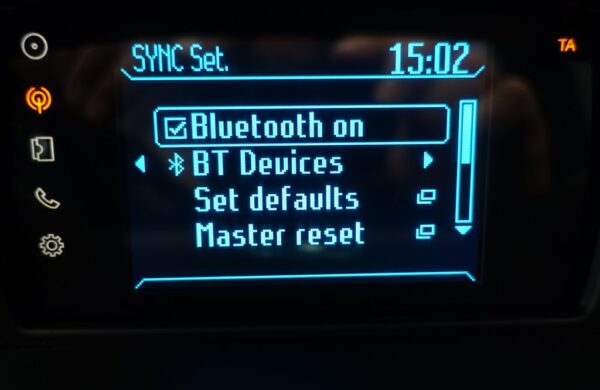 SYNC Set.
15:02
TA
Bluetooth on
BT Devices
Set defaults
Master reset